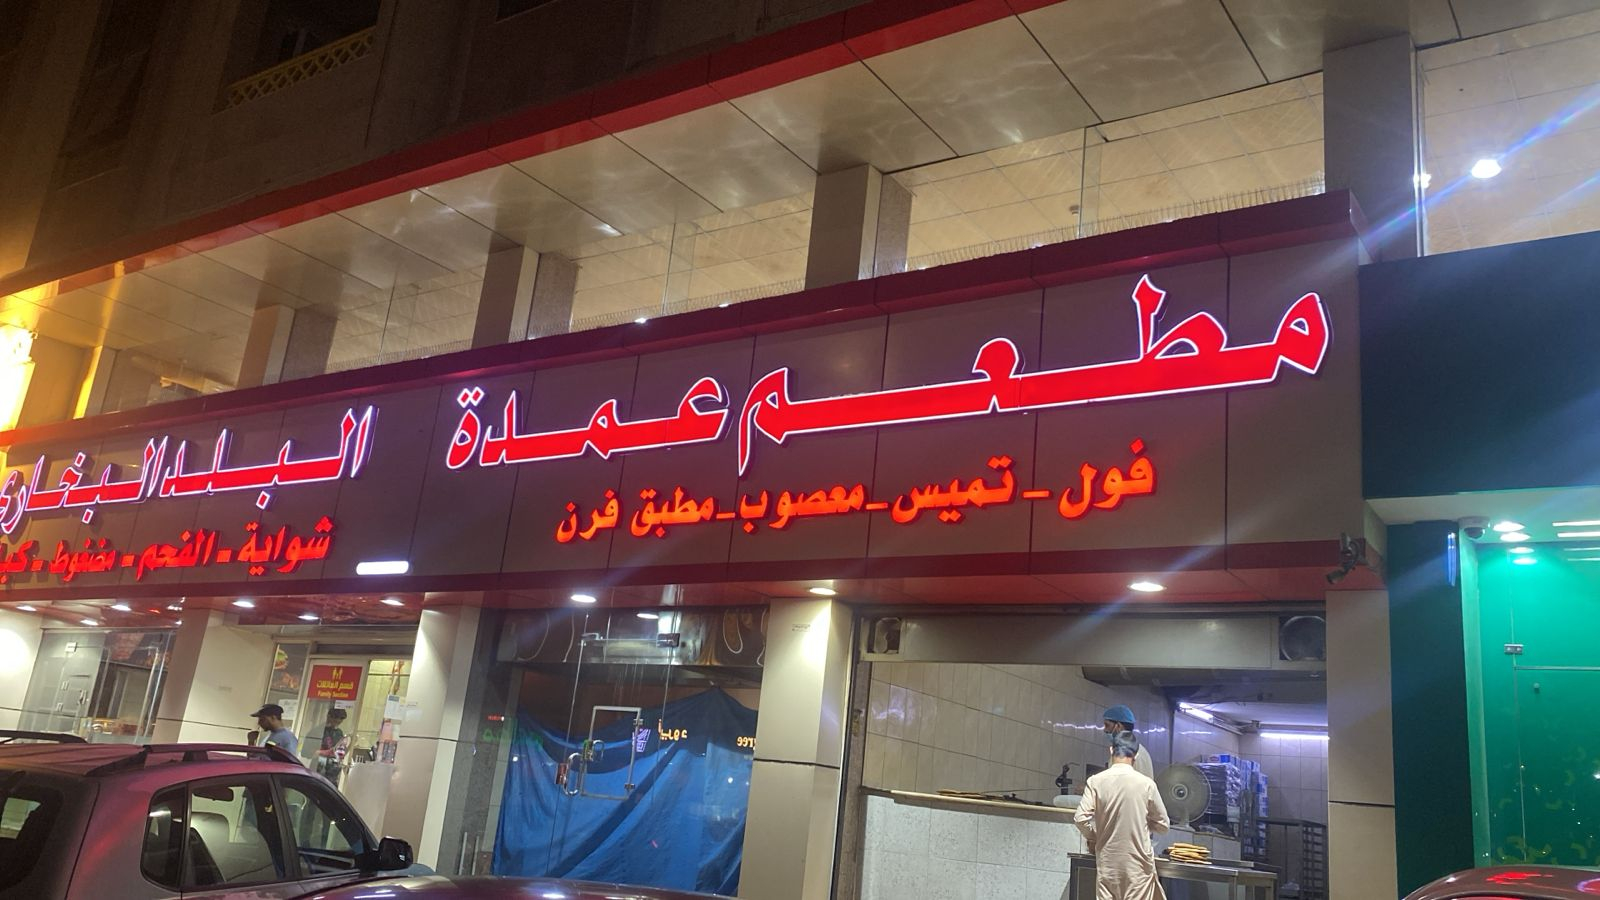 مطعم عمدة البلد البخاري
فول - تميس - معصوب - مطبق فرن
شواية - الفحم - مضغوط -
قسم العائلات
Family Section